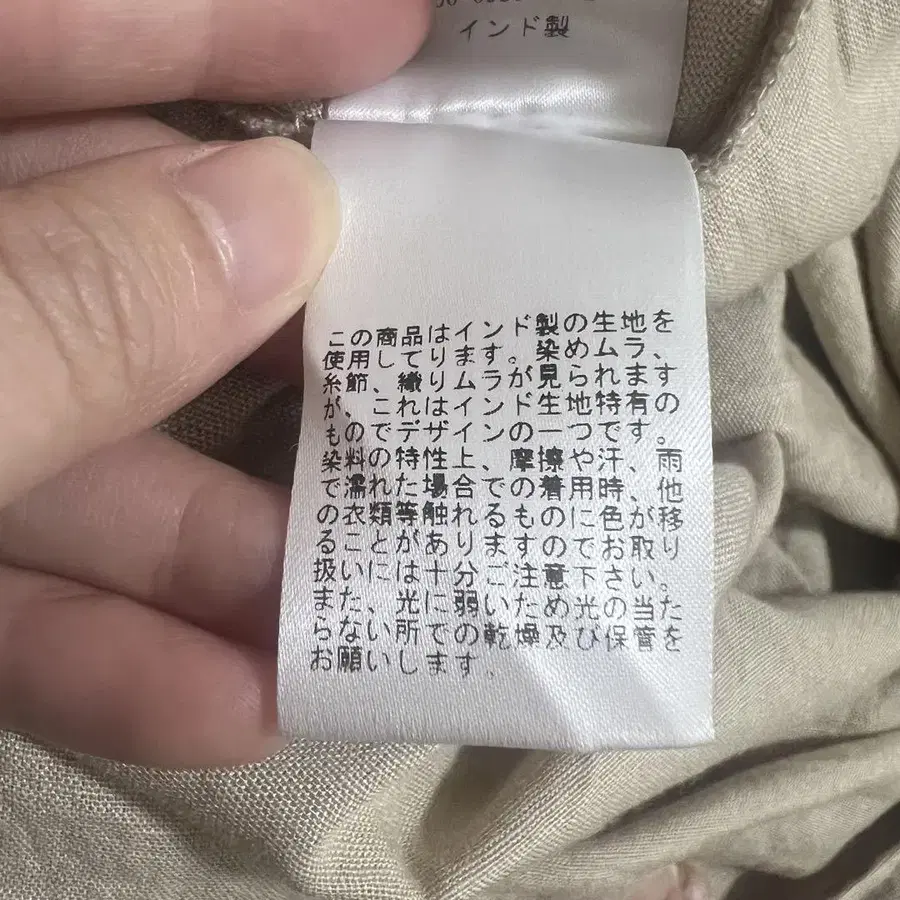 インド製
この商品はインド製の生地を
使用してります。染めムラ、
糸節、織りムラが見られます
が、これはインド生地特有の
ものでデザインの一つです。
染料の特性上、摩擦や汗、雨
で濡れた場合での着用時、他
の衣類等触れるものに色が移
ることがありますのでお取り
扱いには十分ご注意下さい。
また、光に弱いため光の当た
らない所での乾燥及び保管を
お願いします。